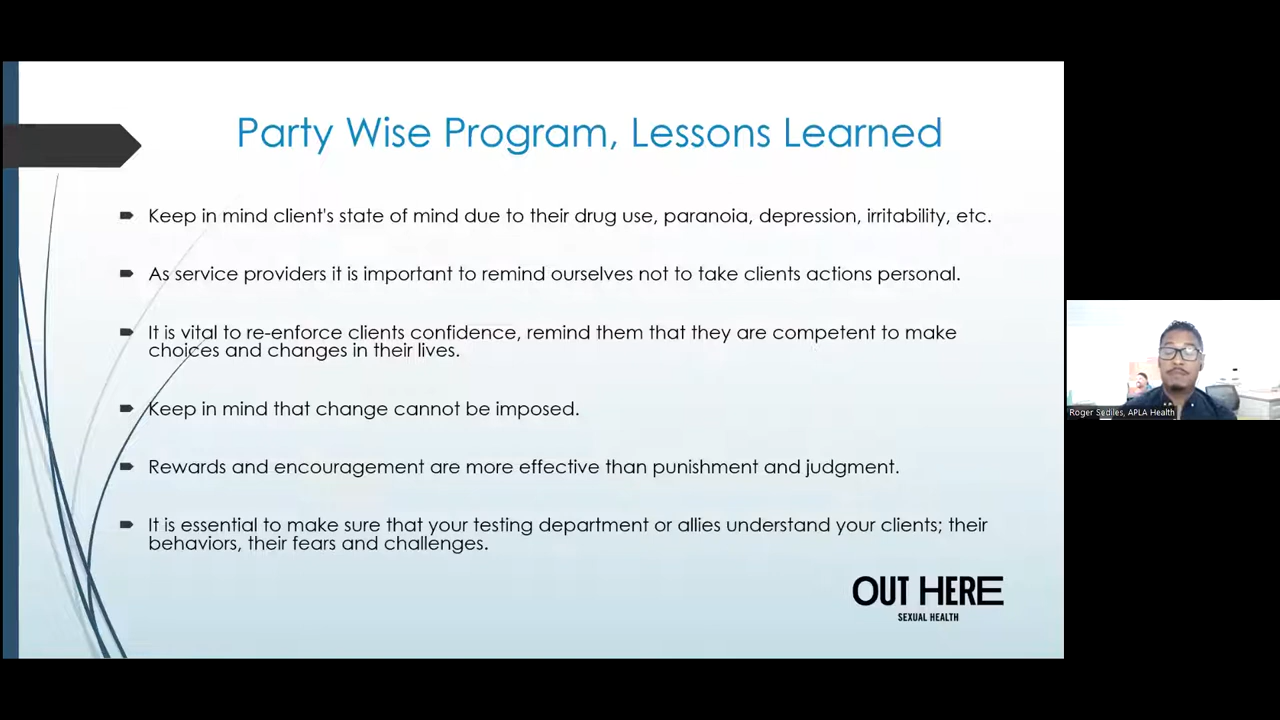 Party Wise Program, Lessons Learned
Keep in mind client's state of mind due to their drug use, paranoia, depression, irritability, etc.
As service providers it is important to remind ourselves not to take clients actions personal.
It is vital to re-enforce clients confidence, remind them that they are competent to make
choices and changes in their lives.
Keep in mind that change cannot be imposed.
Rewards and encouragement are more effective than punishment and judgment.
It is essential to make sure that your testing department or allies understand your clients; their
behaviors, their fears and challenges.
OUT HERE
SEXUAL HEALTH
Roger Sediles, APLA Health